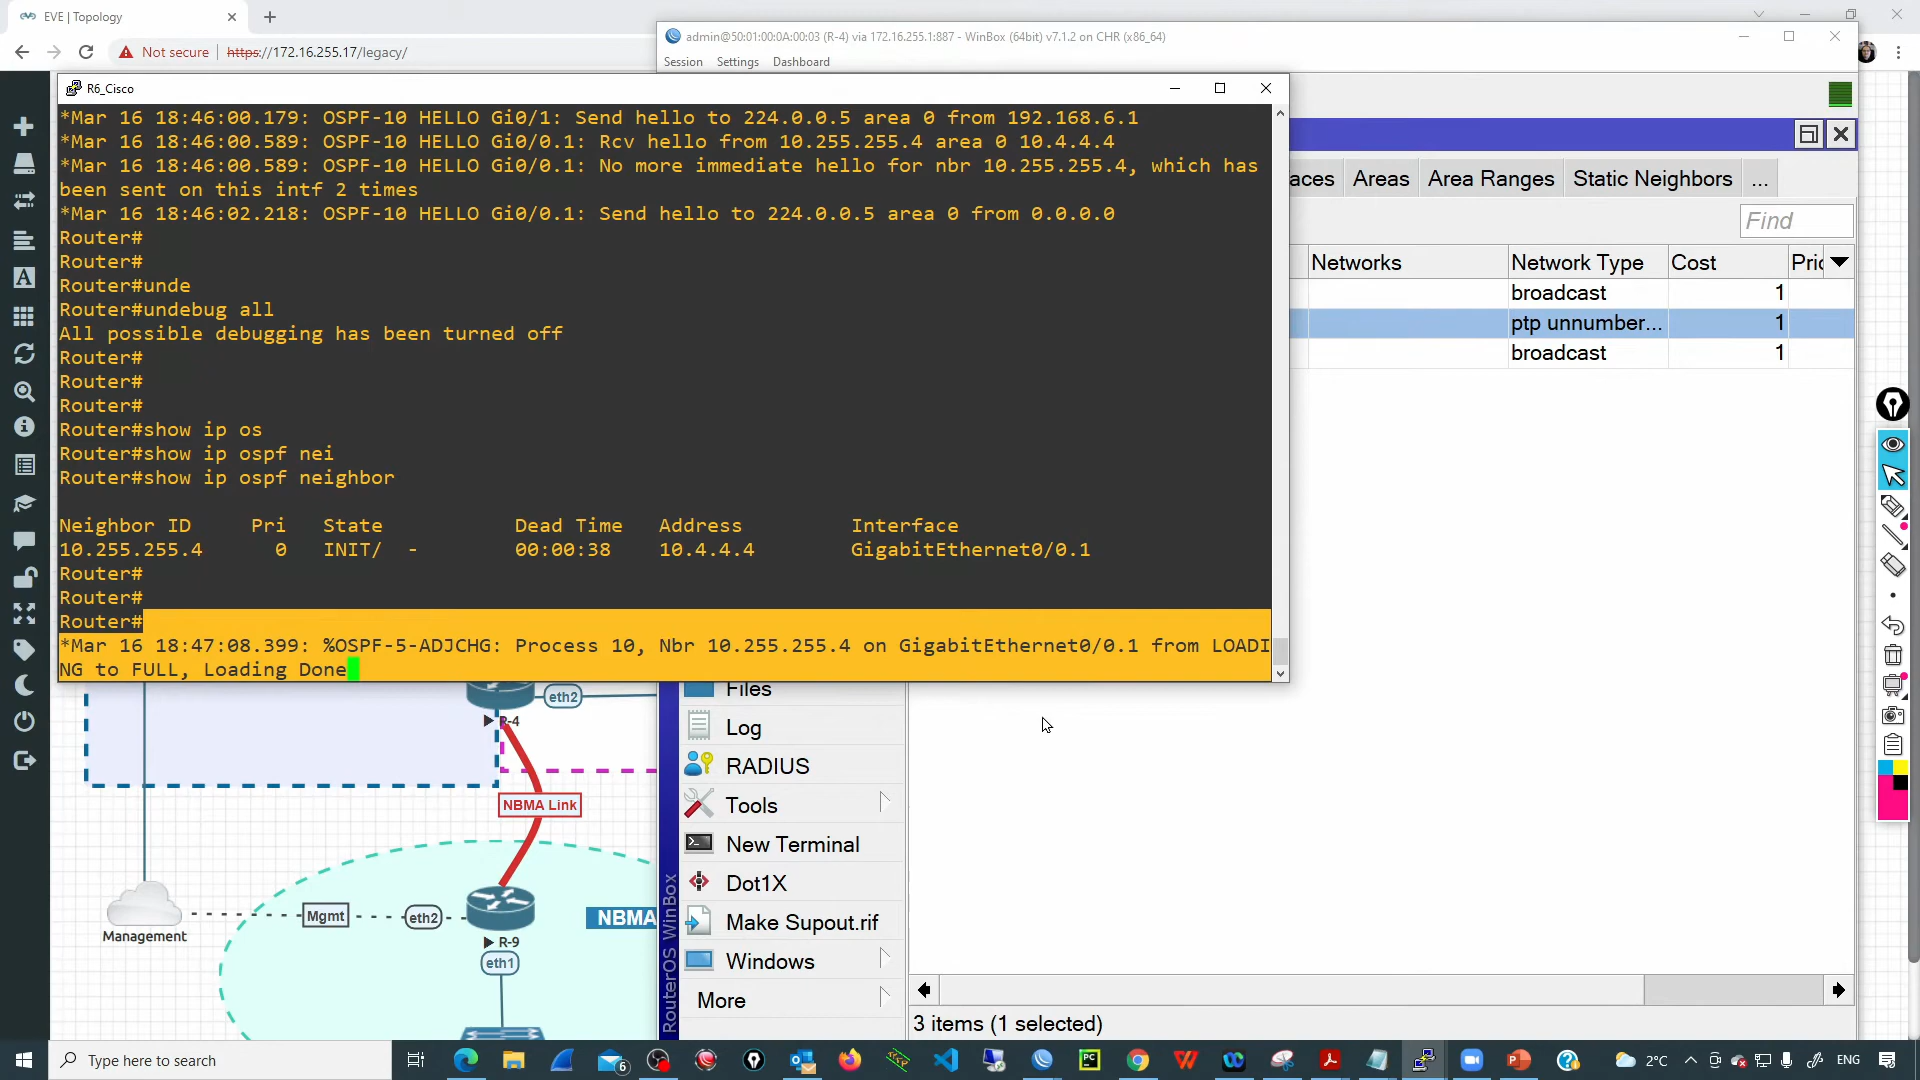 EVE | Topology
Not secure
https://172.16.255.17/legacy/
admin@50:01:00:0A:00:03 (R-4) via 172.16.255.1:887 - WinBox (64bit) v7.1.2 on CHR (x86_64)
Session Settings Dashboard
R6_Cisco
*Mar 16 18:46:00.179: OSPF-10 HELLO Gi0/1: Send hello to 224.0.0.5 area 0 from 192.168.6.1
*Mar 16 18:46:00.589: OSPF-10 HELLO Gi0/0.1: Rcv hello from 10.255.255.4 area 0 10.4.4.4
*Mar 16 18:46:00.589: OSPF-10 HELLO Gi0/0.1: No more immediate hello for nbr 10.255.255.4, which has
been sent on this intf 2 times
*Mar 16 18:46:02.218: OSPF-10 HELLO Gi0/0.1: Send hello to 224.0.0.5 area 0 from 0.0.0.0
Router#
Router#
Router#unde
Router#undebug all
All possible debugging has been turned off
Router#
Router#
Router#
Router#show ip os
Router#show ip ospf nei
Router#show ip ospf neighbor
Neighbor ID Pri State Dead Time Address Interface
10.255.255.4 0 INIT/ - 00:00:38 10.4.4.4 GigabitEthernet0/0.1
Router#
Router#
Router#
*Mar 16 18:47:08.399: %OSPF-5-ADJCHG: Process 10, Nbr 10.255.255.4 on GigabitEthernet0/0.1 from LOADI
NG to FULL, Loading Done
aces Areas Area Ranges Static Neighbors ...
Find
Networks Network Type Cost Pric
broadcast 1
ptp unnumber... 1
broadcast 1
eth2
R-4
NBMA Link
Management
Mgmt
eth2
NBMA
R-9
eth1
RouterOS WinBox
Files
Log
RADIUS
Tools
New Terminal
Dot1X
Make Supout.rif
Windows
More
3 items (1 selected)
Type here to search
6
PC
2°C
ENG